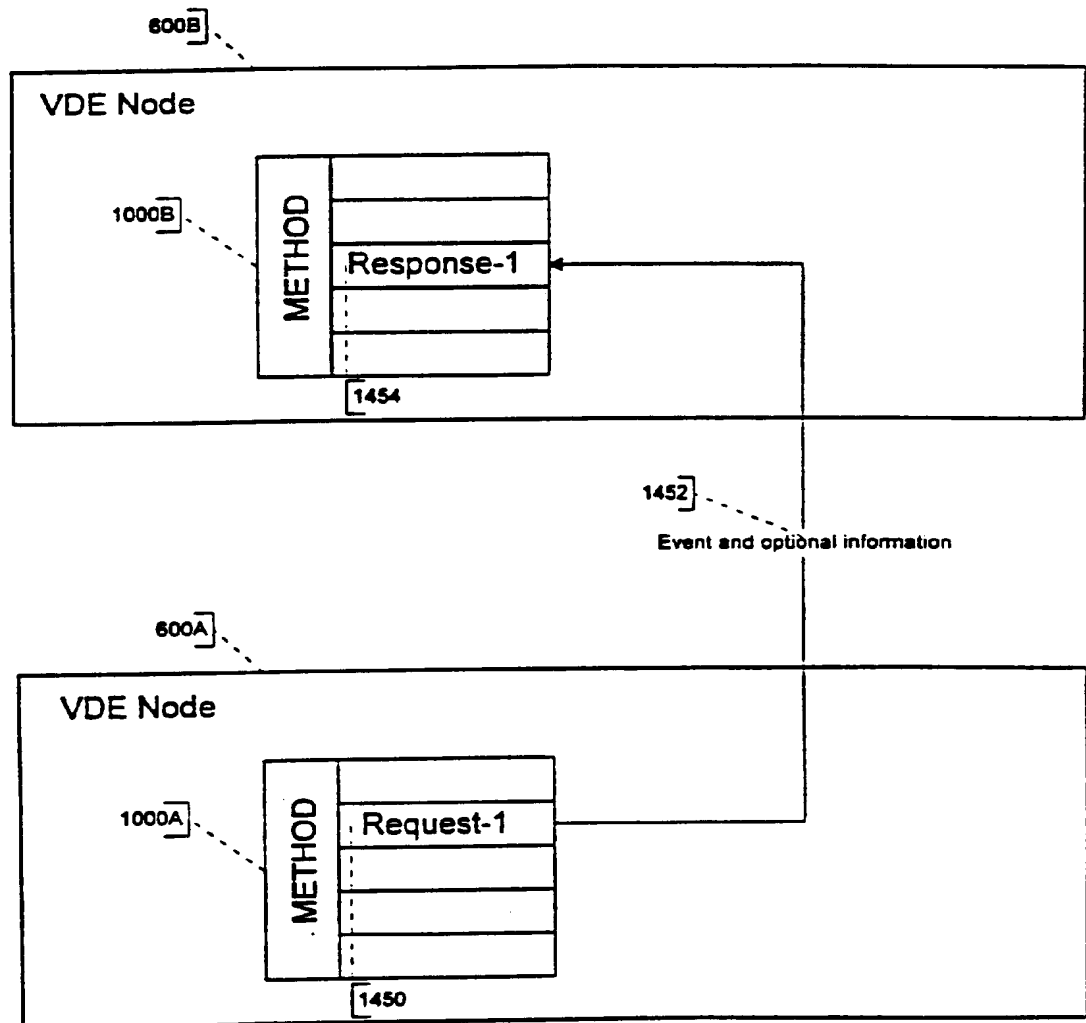 600B
VDE Node
1000B
METHOD
Response-1
1454
1452
Event and optional information
600A
VDE Node
1000A
METHOD
Request-1
1450